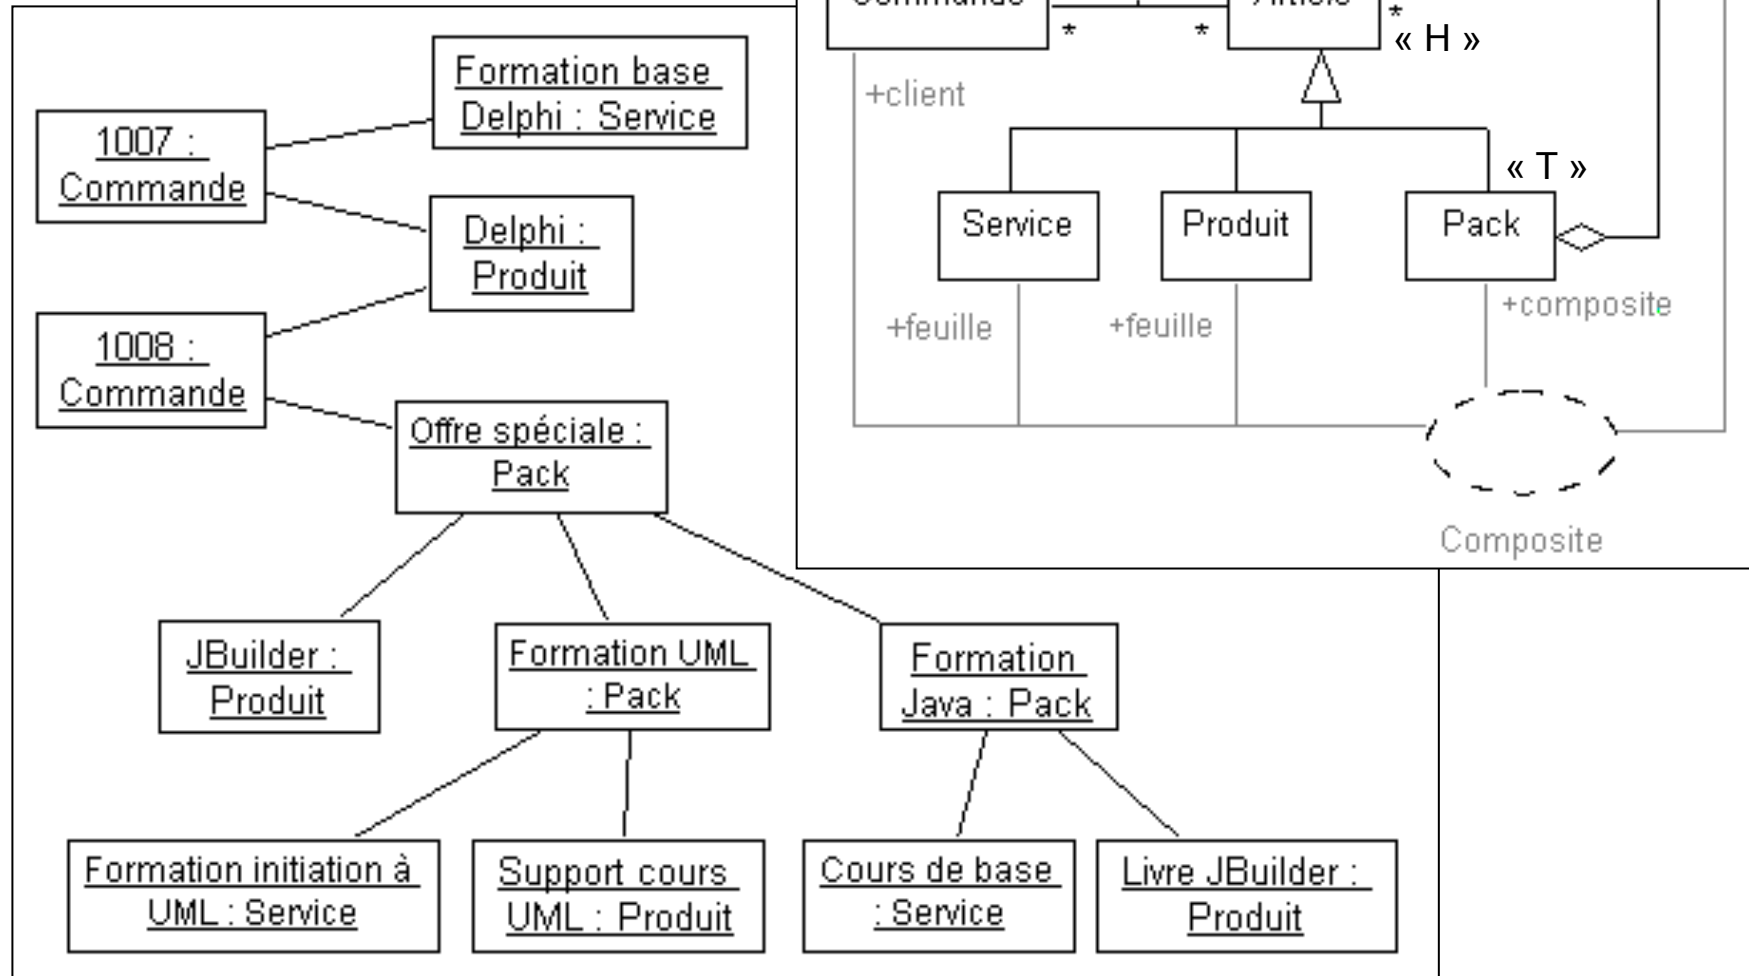 Formation base
Delphi : Service
1007 :
Commande
Delphi :
Produit
1008 :
Commande
Offre spéciale :
Pack
JBuilder :
Produit
Formation UML
: Pack
Formation
Java : Pack
Formation initiation à
UML : Service
Support cours
UML : Produit
Cours de base
: Service
Livre JBuilder :
Produit
* * *
« H »
+client
« T »
Service
Produit
Pack
+composite
+feuille
+feuille
Composite